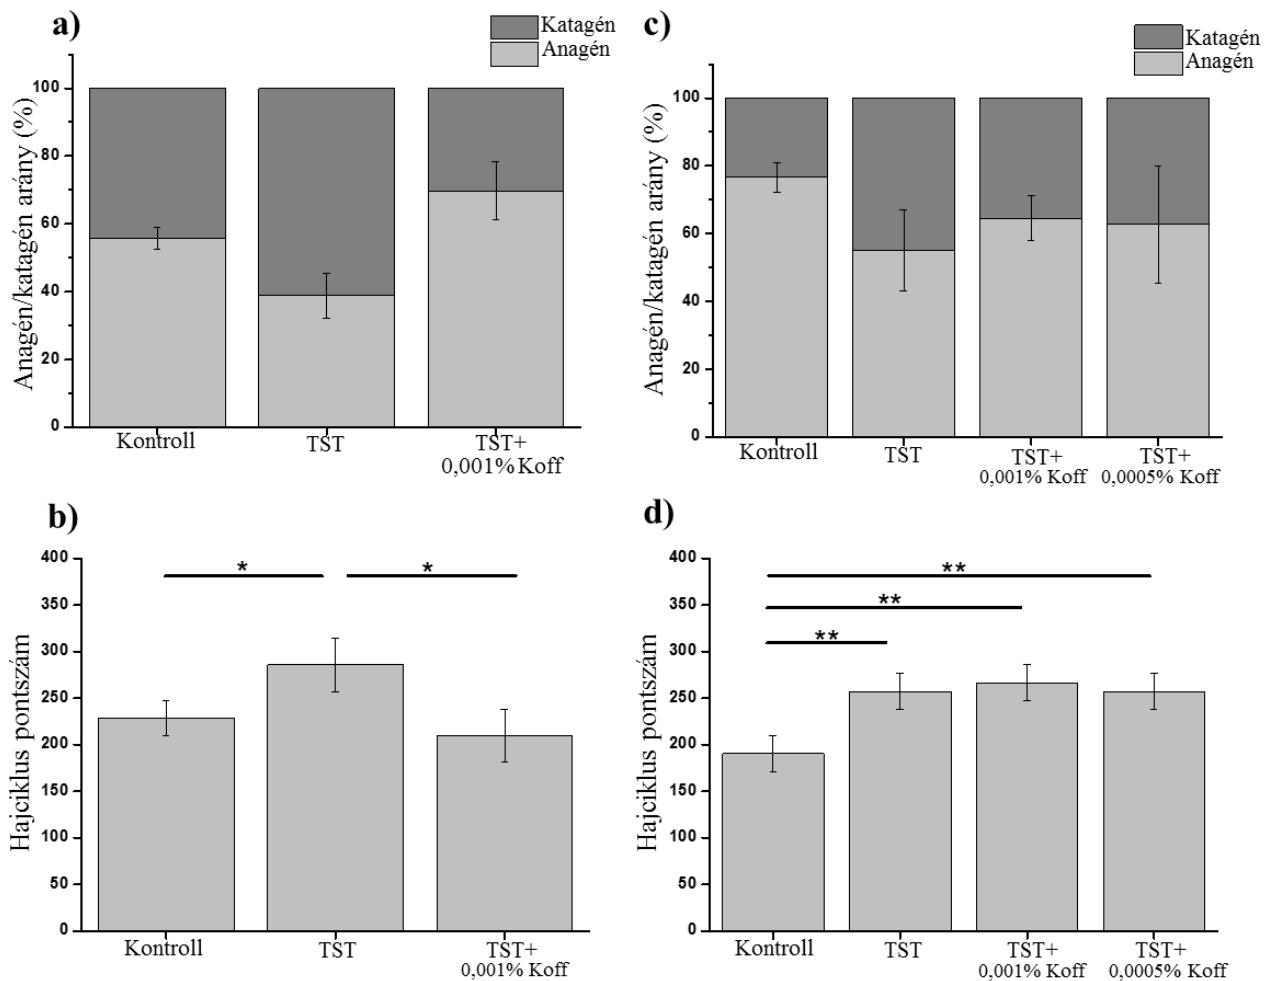 a)
Katagén
Anagén
Anagén/katagén arány (%)
100
80
60
40
20
0
Kontroll
TST
TST+
0,001% Koff
c)
Katagén
Anagén
Anagén/katagén arány (%)
100
80
60
40
20
0
Kontroll
TST
TST+
0,001% Koff
TST+
0,0005% Koff
b)
Hajciklus pontszám
400
350
300
250
200
150
100
50
0
*
*
Kontroll
TST
TST+
0,001% Koff
d)
Hajciklus pontszám
400
350
300
250
200
150
100
50
0
**
**
**
Kontroll
TST
TST+
0,001% Koff
TST+
0,0005% Koff